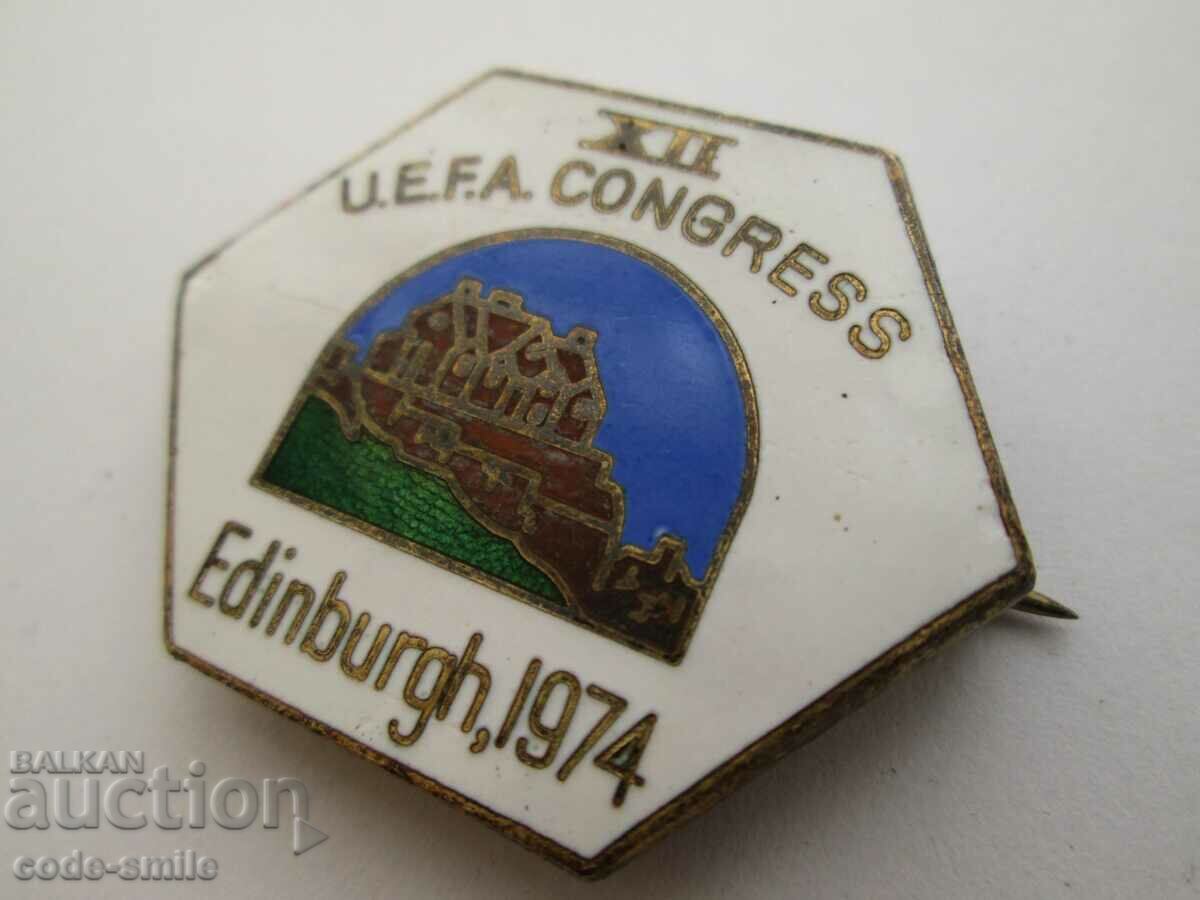 XII
U.E.F.A. CONGRESS
Edinburgh, 1974
BALKAN
auction
code-smile